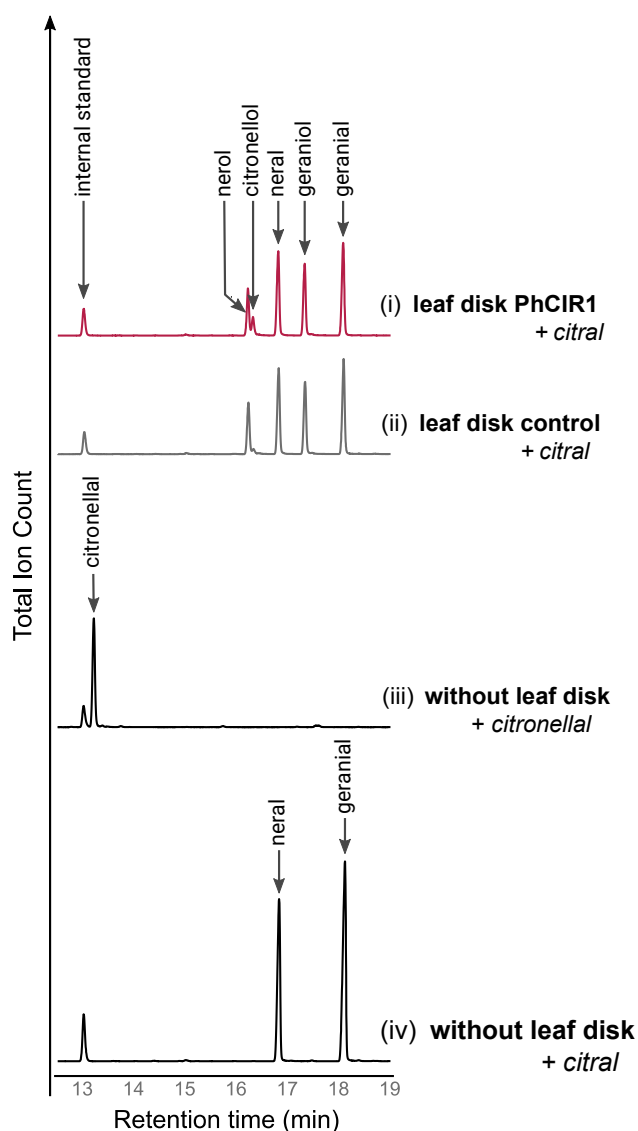 internal standard
nerol
citronellol
neral
geraniol
geranial
(i) leaf disk PhCIR1
+ citral
(ii) leaf disk control
+ citral
citronellal
(iii) without leaf disk
+ citronellal
neral
geranial
(iv) without leaf disk
+ citral
Total Ion Count
13 14 15 16 17 18 19
Retention time (min)